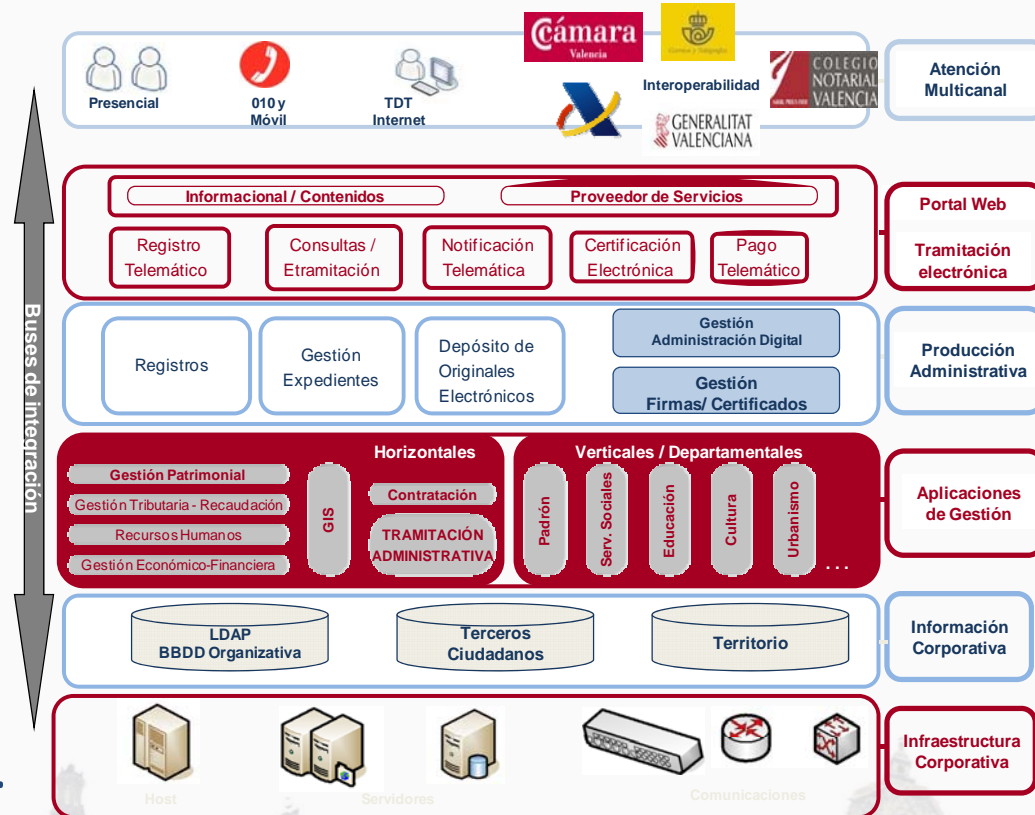 Cámara
Valencia
Presencial
010 y
Móvil
TDT
Internet
Interoperabilidad
GENERALITAT
VALENCIANA
COLEGIO
NOTARIAL
VALENCIA
Atención
Multicanal
Buses de integración
Informacional / Contenidos
Proveedor de Servicios
Registro
Telemático
Consultas /
Etramitación
Notificación
Telemática
Certificación
Electrónica
Pago
Telemático
Portal Web
Tramitación
electrónica
Registros
Gestión
Expedientes
Depósito de
Originales
Electrónicos
Gestión
Administración Digital
Gestión
Firmas/ Certificados
Producción
Administrativa
Horizontales
Gestión Patrimonial
Gestión Tributaria - Recaudación
Recursos Humanos
Gestión Económico-Financiera
GIS
Contratación
TRAMITACIÓN
ADMINISTRATIVA
Verticales / Departamentales
Padrón
Serv. Sociales
Educación
Cultura
Urbanismo
...
Aplicaciones
de Gestión
LDAP
BBDD Organizativa
Terceros
Ciudadanos
Territorio
Información
Corporativa
Host
Servidores
Comunicaciones
Infraestructura
Corporativa